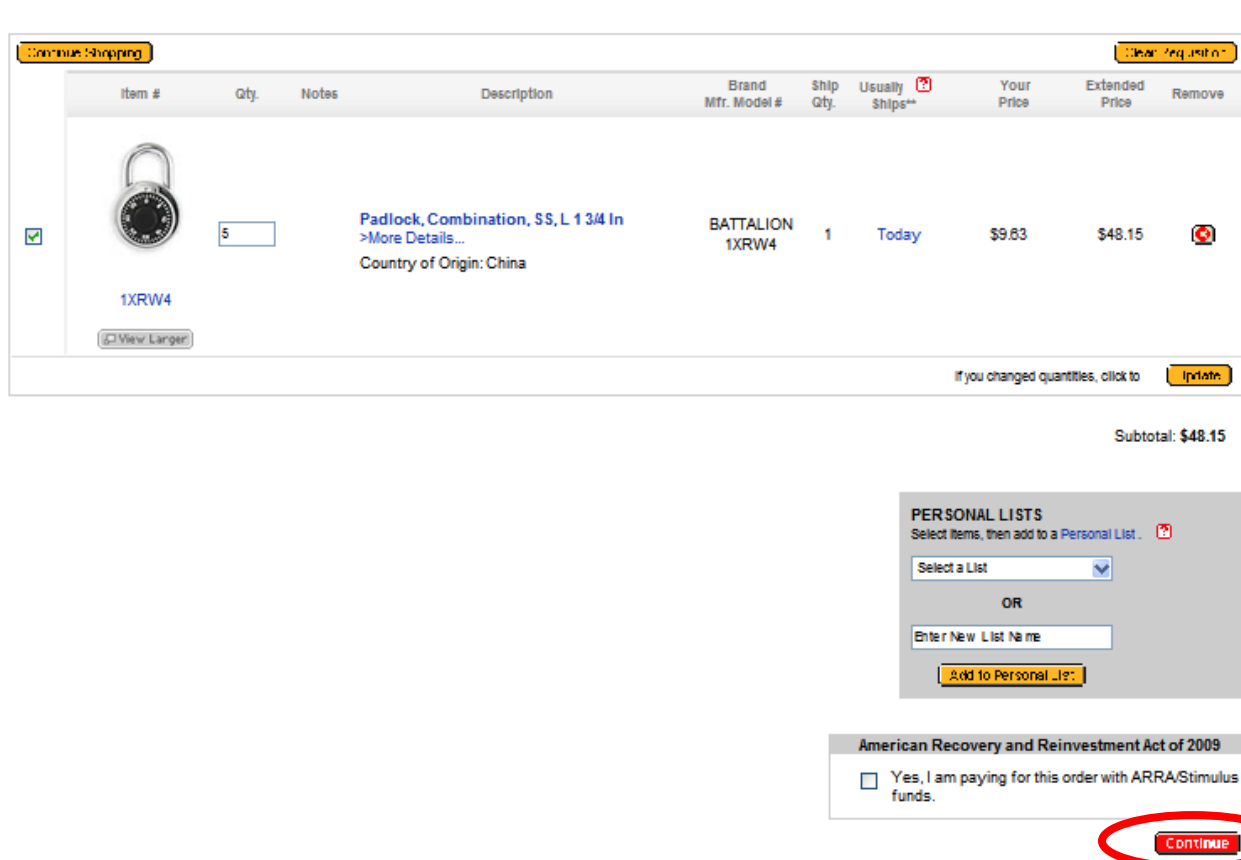 Continue Shopping Clear Requisition
Item # Qty. Notes Description Brand Mfr. Model # Ship Qty. Usually Ships** ? Your Price Extended Price Remove
5 Padlock, Combination, SS, L 1 3/4 In
>More Details...
Country of Origin: China
BATTALION
1XRW4
1 Today $9.63 $48.15
1XRW4
View Larger
If you changed quantities, click to Update
Subtotal: $48.15
PERSONAL LISTS
Select items, then add to a Personal List . ?
Select a List
OR
Enter New List Name
Add to Personal List
American Recovery and Reinvestment Act of 2009
Yes, I am paying for this order with ARRA/Stimulus
funds.
Continue